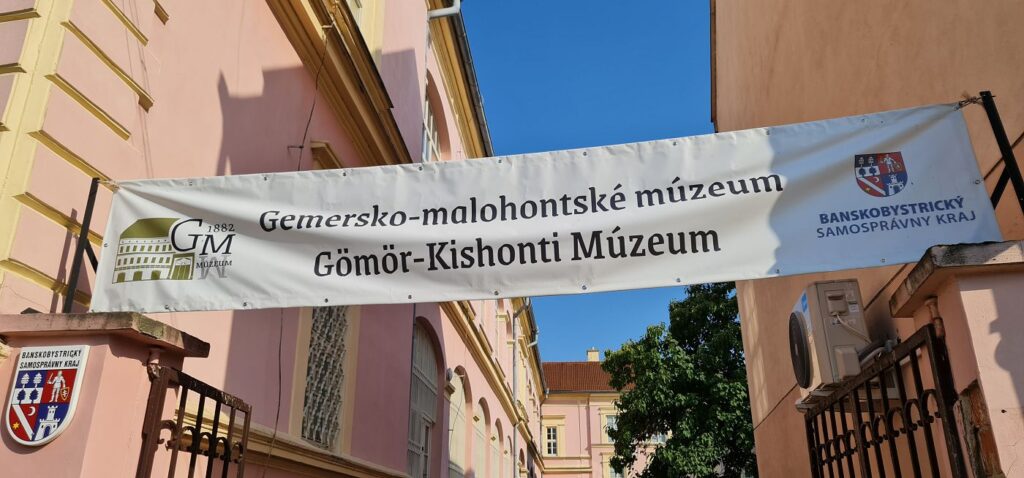 Gemersko-malohontské múzeum
Gömör-Kishonti Múzeum
GM
1882
MÚZEUM
BANSKOBYSTRICKÝ
SAMOSPRÁVNY KRAJ
BANSKOBYSTRICKÝ
SAMOSPRÁVNY KRAJ